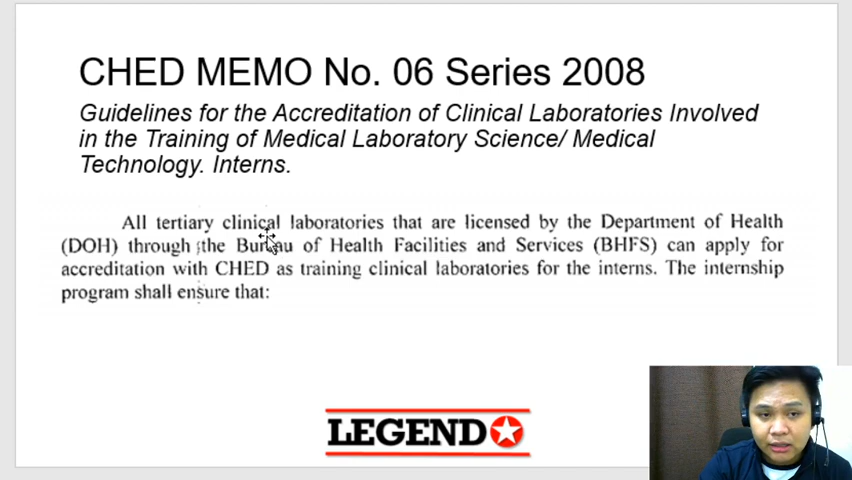 CHED MEMO No. 06 Series 2008
Guidelines for the Accreditation of Clinical Laboratories Involved
in the Training of Medical Laboratory Science/ Medical
Technology. Interns.
All tertiary clinical laboratories that are licensed by the Department of Health
(DOH) through the Bureau of Health Facilities and Services (BHFS) can apply for
accreditation with CHED as training clinical laboratories for the interns. The internship
program shall ensure that:
LEGEND